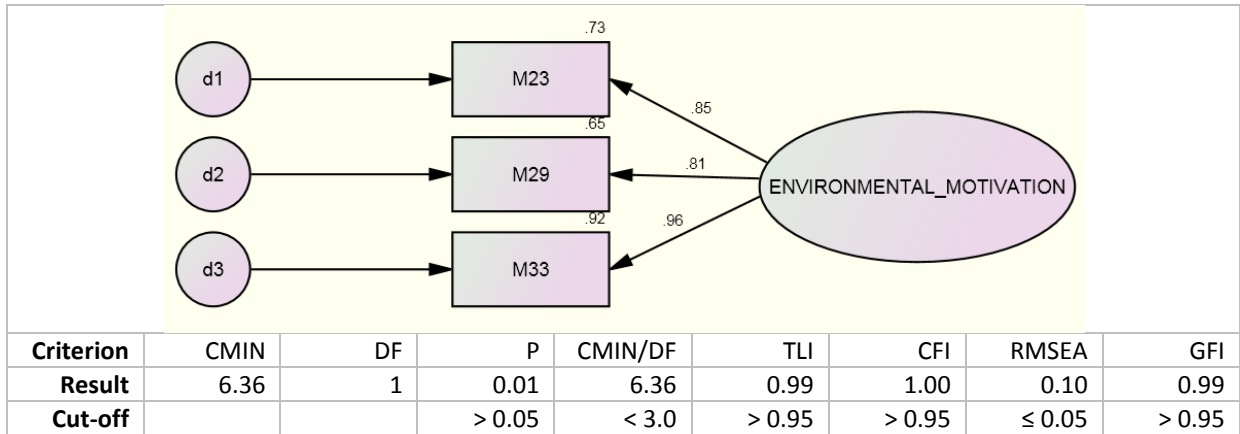 .73
d1 M23
.85
.65
d2 M29 .81 ENVIRONMENTAL_MOTIVATION
.92 .96
d3 M33
Criterion CMIN DF P CMIN/DF TLI CFI RMSEA GFI
Result 6.36 1 0.01 6.36 0.99 1.00 0.10 0.99
Cut-off > 0.05 < 3.0 > 0.95 > 0.95 ≤ 0.05 > 0.95